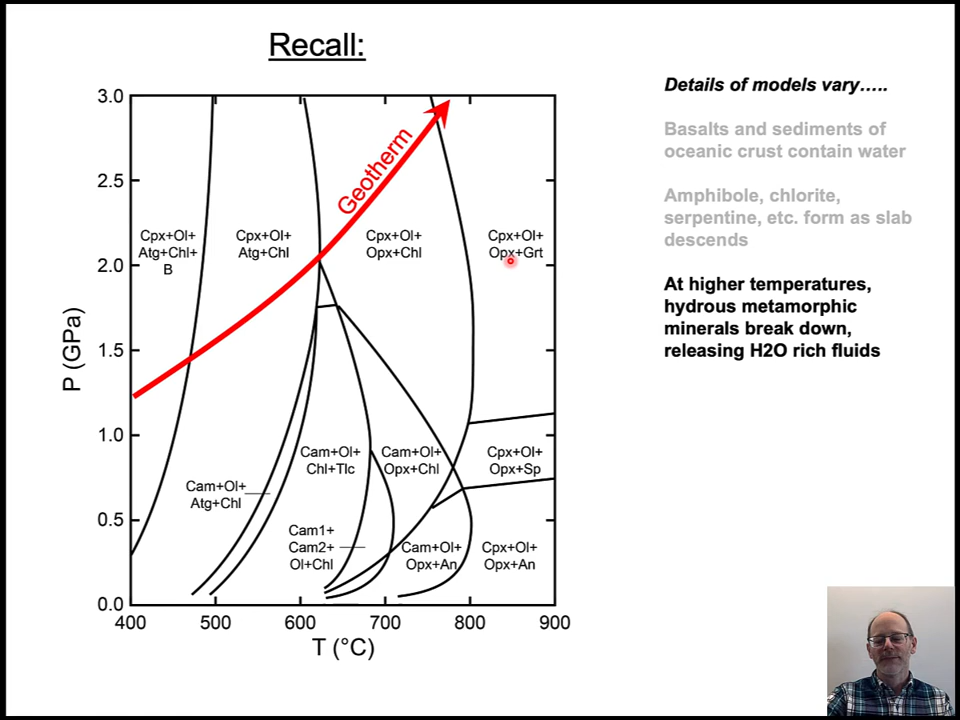 Recall:
Details of models vary…..
Basalts and sediments of
oceanic crust contain water
Amphibole, chlorite,
serpentine, etc. form as slab
descends
At higher temperatures,
hydrous metamorphic
minerals break down,
releasing H2O rich fluids
P (GPa)
3.0
2.5
2.0
1.5
1.0
0.5
0.0
Geotherm
Cpx+Ol+
Atg+Chl+
B
Cpx+Ol+
Atg+Chl
Cpx+Ol+
Opx+Chl
Cpx+Ol+
Opx+Grt
Cam+Ol+
Chl+Tlc
Cam+Ol+
Opx+Chl
Cpx+Ol+
Opx+Sp
Cam+Ol+
Atg+Chl
Cam1+
Cam2+
Ol+Chl
Cam+Ol+
Opx+An
Cpx+Ol+
Opx+An
400
500
600
700
800
900
T (°C)